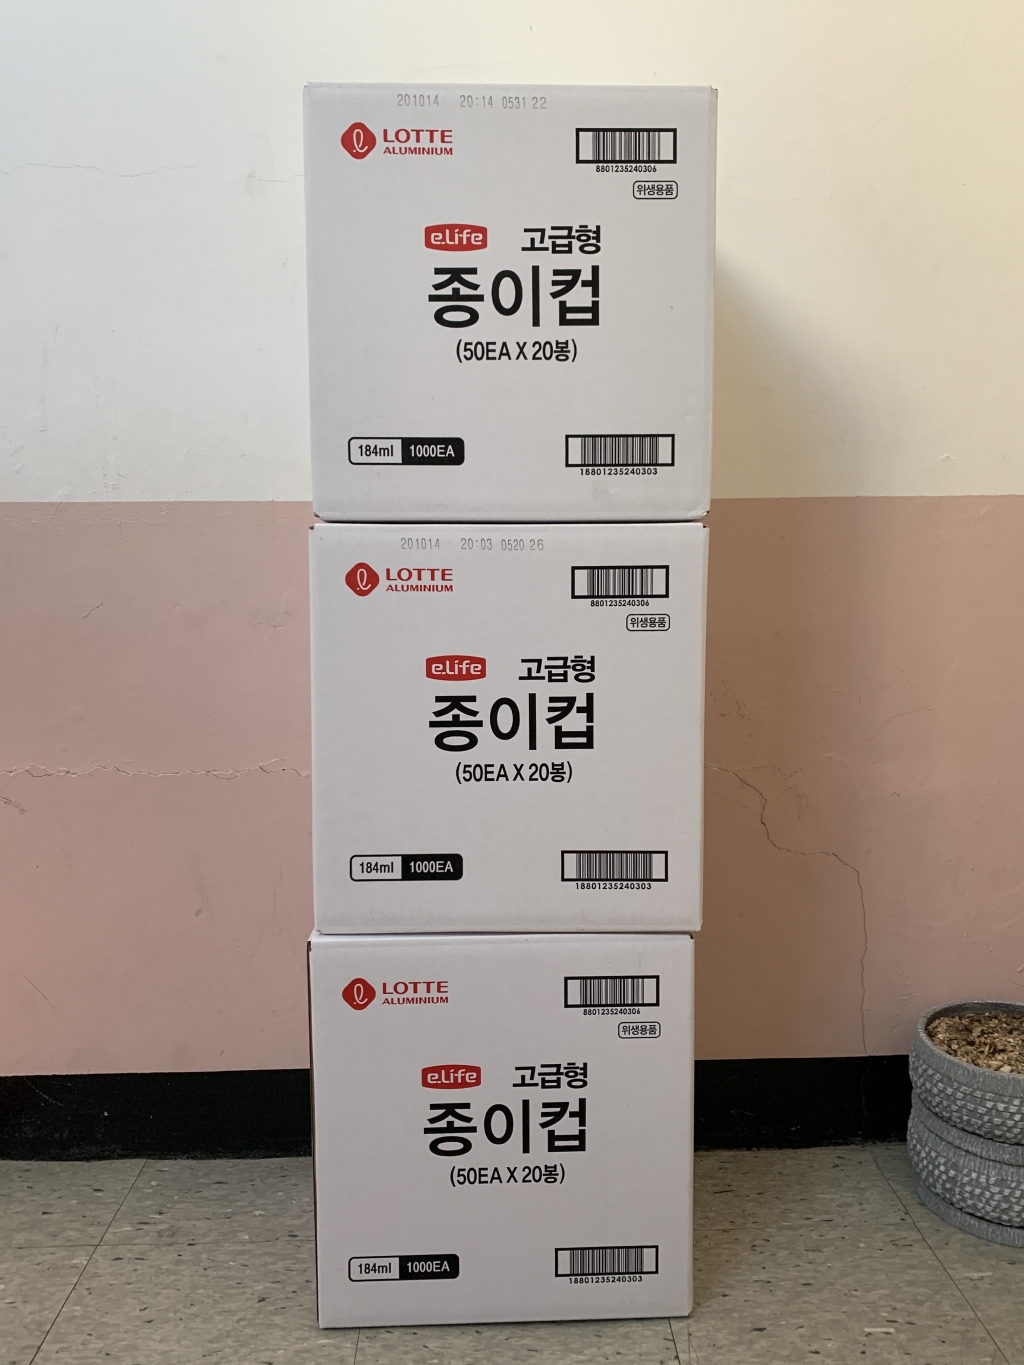 201014 20:14 0531 22
LOTTE
ALUMINIUM
8801235240306
위생용품
e.Life 고급형
종이컵
(50EA X 20봉)
184ml 1000EA
18801235240303
201014 20:03 0520 26
LOTTE
ALUMINIUM
8801235240306
위생용품
e.Life 고급형
종이컵
(50EA X 20봉)
184ml 1000EA
18801235240303
LOTTE
ALUMINIUM
8801235240306
위생용품
e.Life 고급형
종이컵
(50EA X 20봉)
184ml 1000EA
18801235240303